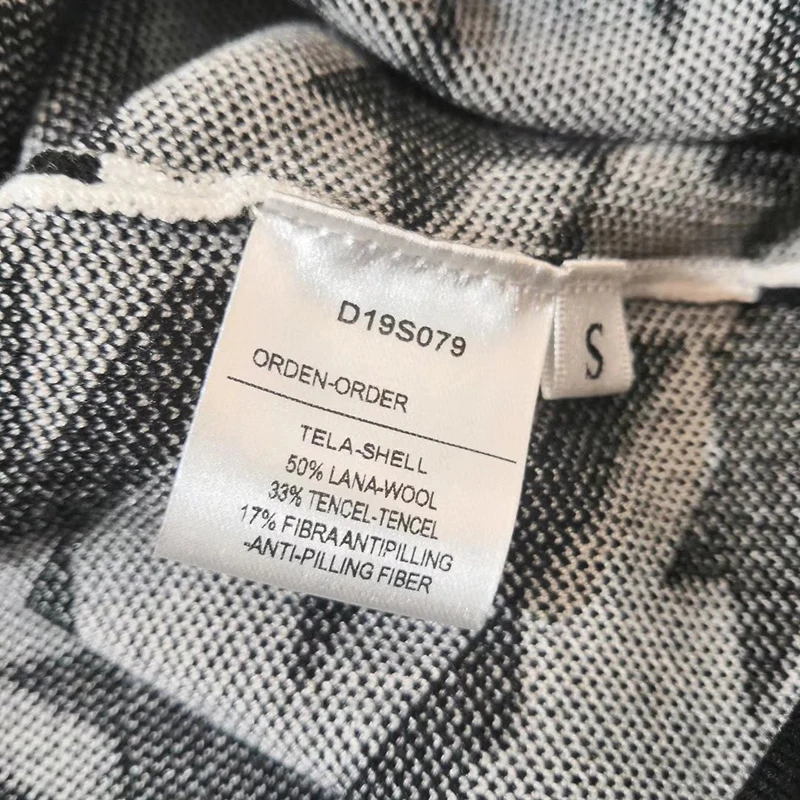 D19S079
S
ORDEN-ORDER
TELA-SHELL
50% LANA-WOOL
33% TENCEL-TENCEL
17% FIBRAANTIPILLING
-ANTI-PILLING FIBER